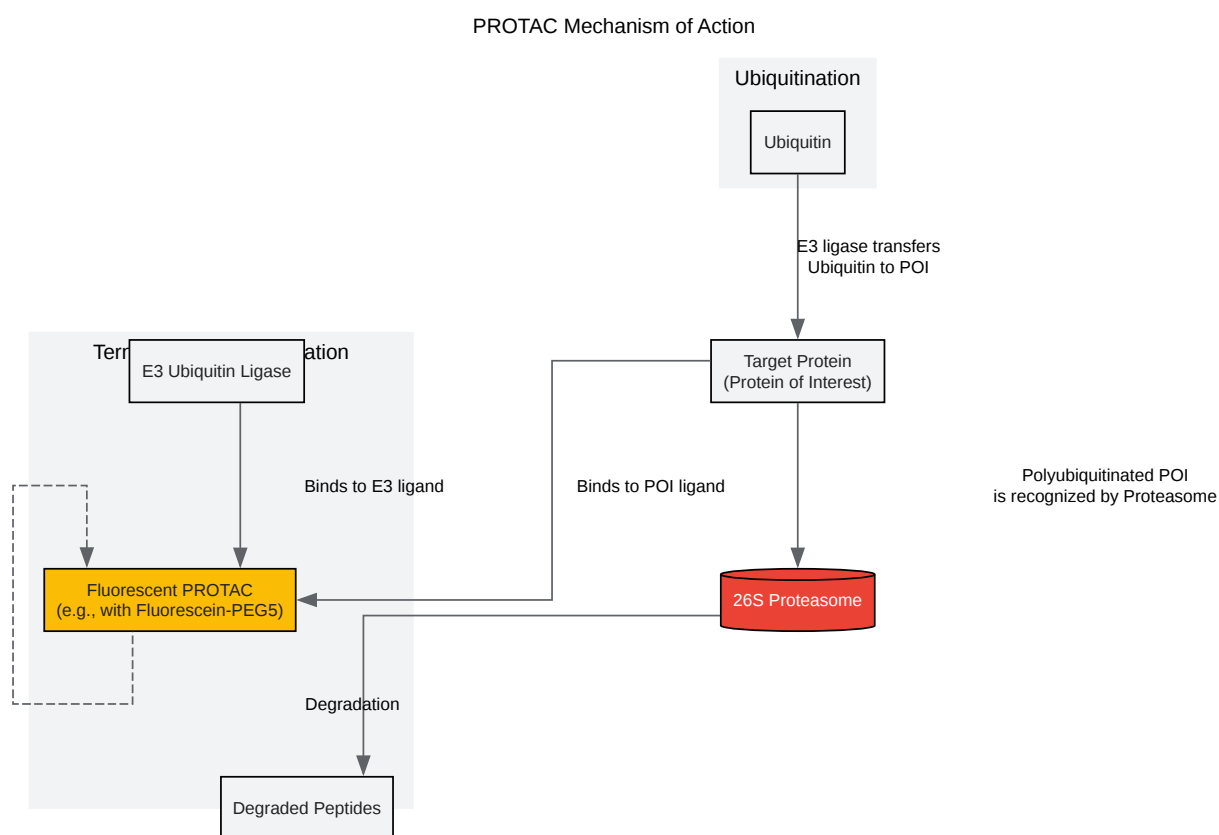 PROTAC Mechanism of Action
Ubiquitination
Ubiquitin
E3 ligase transfers
Ubiquitin to POI
E3 Ubiquitin Ligase
Target Protein
(Protein of Interest)
Binds to E3 ligand
Binds to POI ligand
Polyubiquitinated POI
is recognized by Proteasome
Fluorescent PROTAC
(e.g., with Fluorescein-PEG5)
26S Proteasome
Degradation
Degraded Peptides